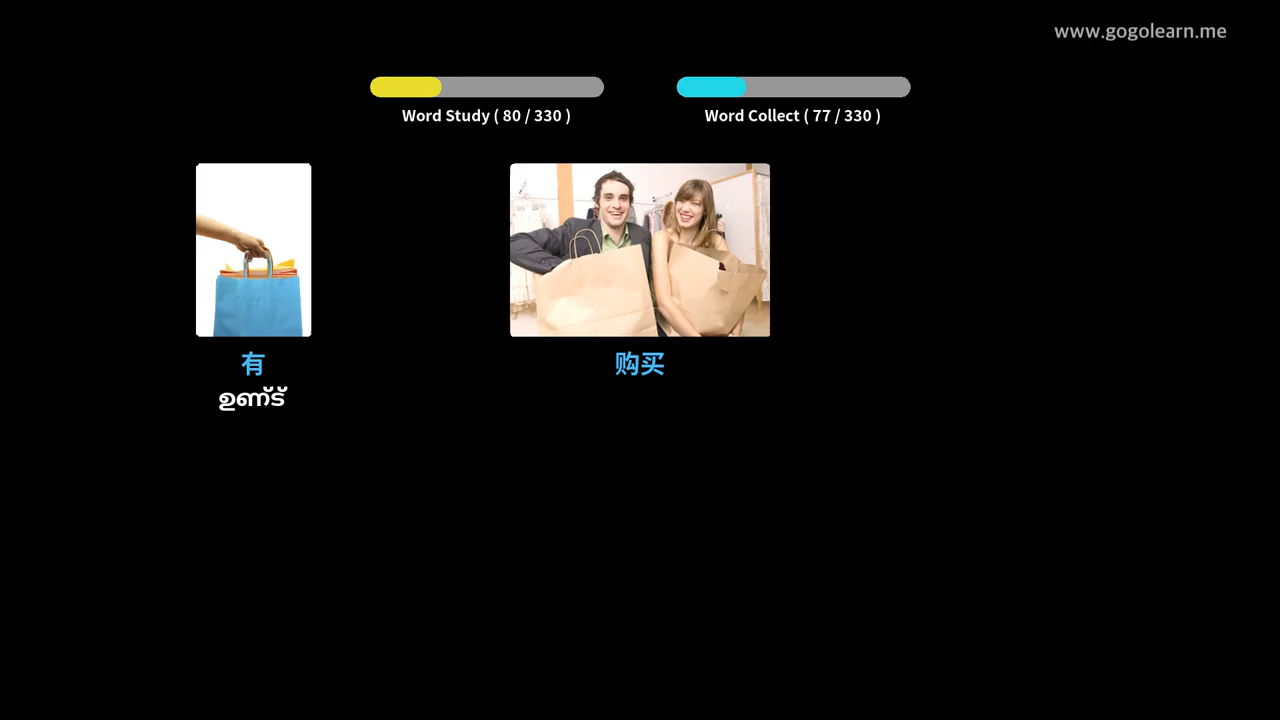 www.gogolearn.me
Word Study ( 80 / 330 )
Word Collect ( 77 / 330 )
有
购买
ഉണ്ട്